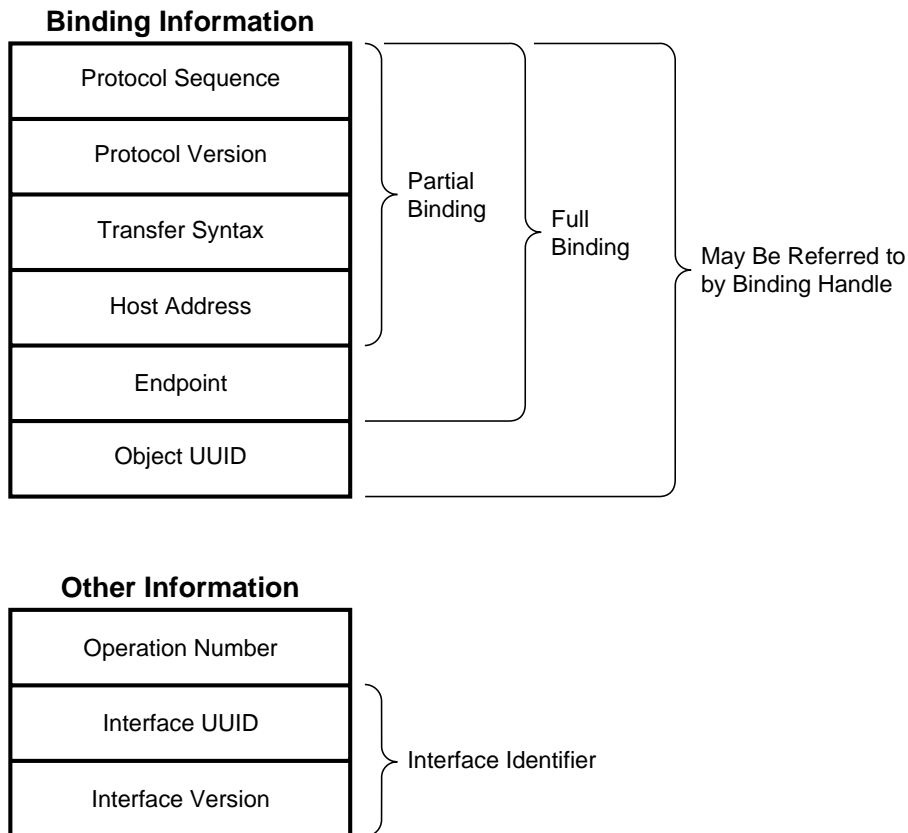 Binding Information
Protocol Sequence
Protocol Version
Transfer Syntax
Host Address
Endpoint
Object UUID
Partial
Binding
Full
Binding
May Be Referred to
by Binding Handle
Other Information
Operation Number
Interface UUID
Interface Version
Interface Identifier